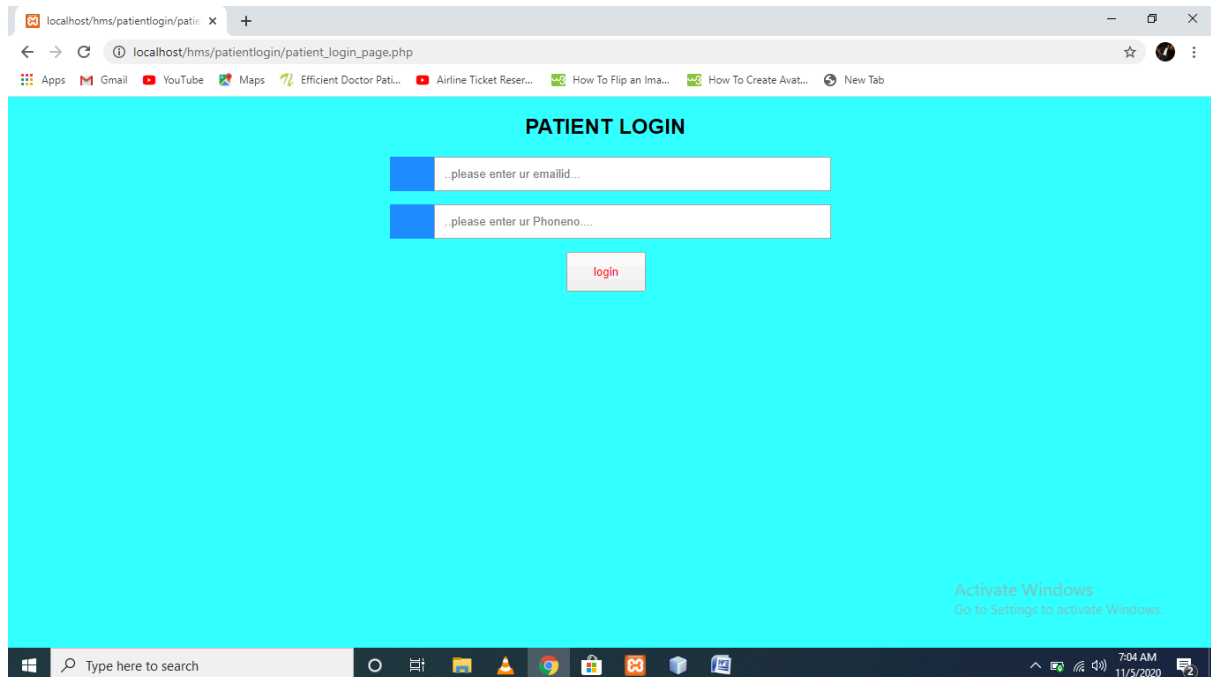 localhost/hms/patientlogin/patie
localhost/hms/patientlogin/patient_login_page.php
Apps Gmail YouTube Maps Efficient Doctor Pati... Airline Ticket Reser... How To Flip an Ima... How To Create Avat... New Tab
PATIENT LOGIN
..please enter ur emailid...
..please enter ur Phoneno....
login
Activate Windows
Go to Settings to activate Windows.
Type here to search
7:04 AM
11/5/2020
2